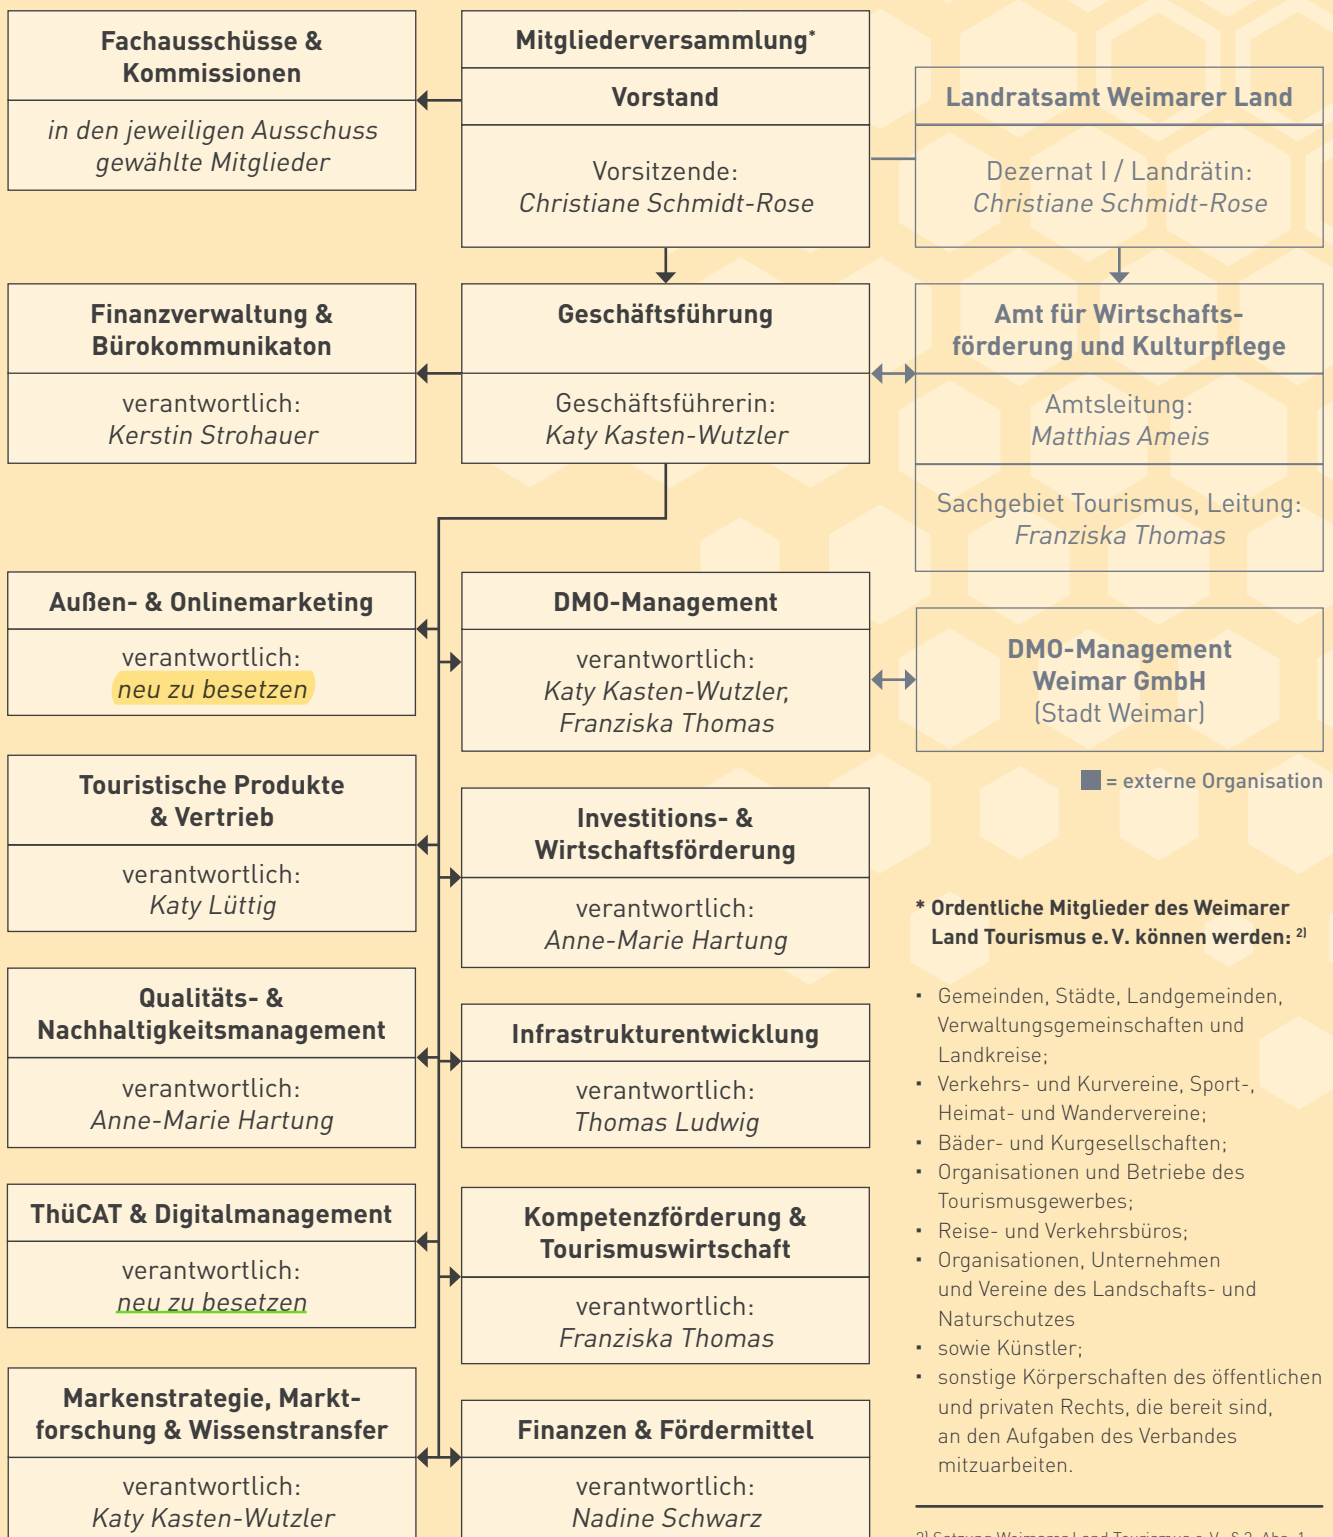 Fachausschüsse &
Kommissionen
in den jeweiligen Ausschuss
gewählte Mitglieder
Mitgliederversammlung*
Vorstand
Vorsitzende:
Christiane Schmidt-Rose
Landratsamt Weimarer Land
Dezernat I / Landrätin:
Christiane Schmidt-Rose
Finanzverwaltung &
Bürokommunikaton
verantwortlich:
Kerstin Strohauer
Geschäftsführung
Geschäftsführerin:
Katy Kasten-Wutzler
Amt für Wirtschafts-
förderung und Kulturpflege
Amtsleitung:
Matthias Ameis
Sachgebiet Tourismus, Leitung:
Franziska Thomas
Außen- & Onlinemarketing
verantwortlich:
neu zu besetzen
DMO-Management
verantwortlich:
Katy Kasten-Wutzler,
Franziska Thomas
DMO-Management
Weimar GmbH
(Stadt Weimar)
= externe Organisation
Touristische Produkte
& Vertrieb
verantwortlich:
Katy Lüttig
Investitions- &
Wirtschaftsförderung
verantwortlich:
Anne-Marie Hartung
Qualitäts- &
Nachhaltigkeitsmanagement
verantwortlich:
Anne-Marie Hartung
Infrastrukturentwicklung
verantwortlich:
Thomas Ludwig
ThüCAT & Digitalmanagement
verantwortlich:
neu zu besetzen
Kompetenzförderung &
Tourismuswirtschaft
verantwortlich:
Franziska Thomas
Markenstrategie, Markt-
forschung & Wissenstransfer
verantwortlich:
Katy Kasten-Wutzler
Finanzen & Fördermittel
verantwortlich:
Nadine Schwarz
* Ordentliche Mitglieder des Weimarer
Land Tourismus e. V. können werden: 2)
• Gemeinden, Städte, Landgemeinden,
Verwaltungsgemeinschaften und
Landkreise;
• Verkehrs- und Kurvereine, Sport-,
Heimat- und Wandervereine;
• Bäder- und Kurgesellschaften;
• Organisationen und Betriebe des
Tourismusgewerbes;
• Reise- und Verkehrsbüros;
• Organisationen, Unternehmen
und Vereine des Landschafts- und
Naturschutzes
• sowie Künstler;
• sonstige Körperschaften des öffentlichen
und privaten Rechts, die bereit sind,
an den Aufgaben des Verbandes
mitzuarbeiten.
2) Satzung Weimarer Land Tourismus e. V., § 3, Abs. 1